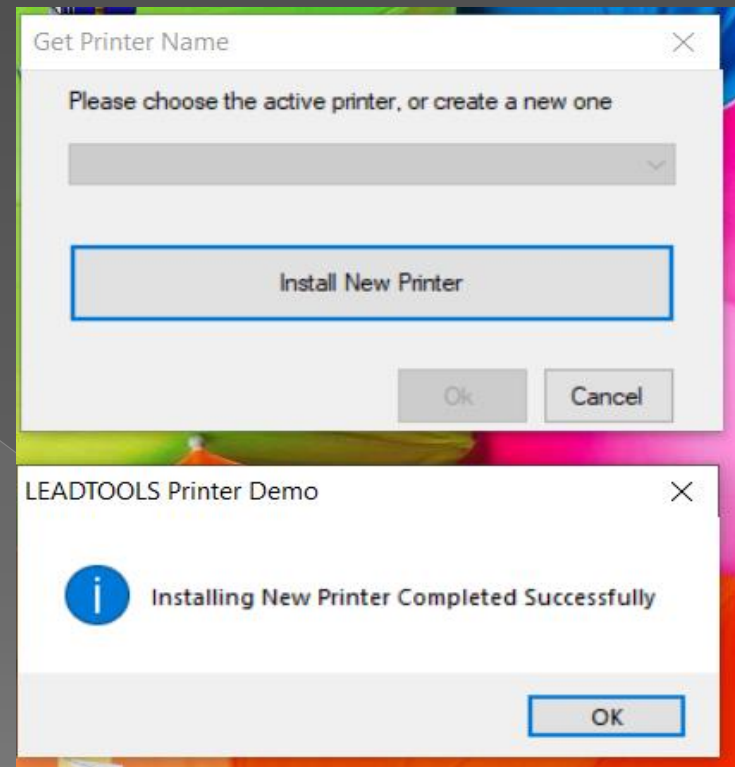 Get Printer Name
Please choose the active printer, or create a new one
Install New Printer
Ok Cancel
LEADTOOLS Printer Demo
Installing New Printer Completed Successfully
OK